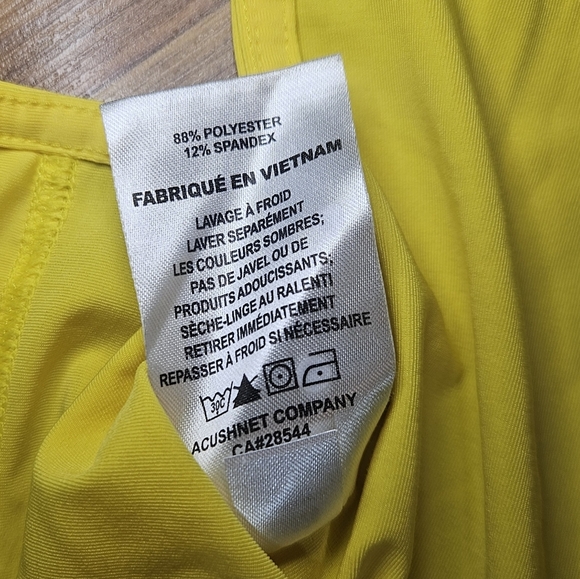 88% POLYESTER
12% SPANDEX
FABRIQUÉ EN VIETNAM
LAVAGE À FROID
LAVER SEPARÉMENT
LES COULEURS SOMBRES;
PAS DE JAVEL OU DE
PRODUITS ADOUCISSANTS;
SÈCHE-LINGE AU RALENTI
RETIRER IMMÉDIATEMENT
REPASSER À FROID SI NÉCESSAIRE
30C
ACUSHNET COMPANY
CA#28544